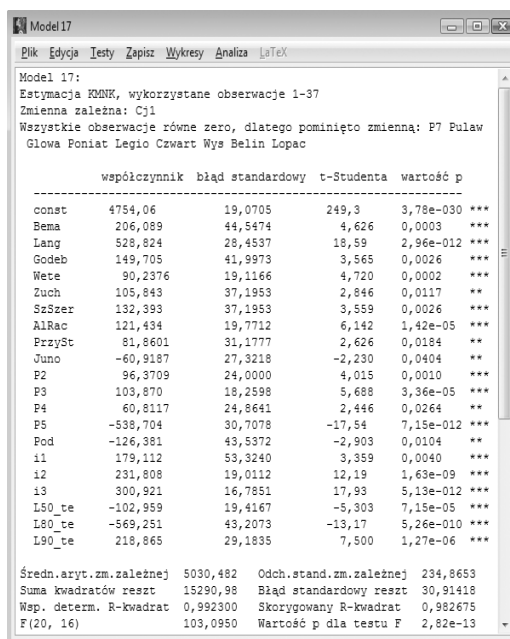 Model 17
Plik Edycja Testy Zapisz Wykresy Analiza LaTeX
Model 17:
Estymacja KMNK, wykorzystane obserwacje 1-37
Zmienna zależna: Cj1
Wszystkie obserwacje równe zero, dlatego pominięto zmienną: P7 Pulaw
Glowa Poniat Legio Czwart Wys Belin Lopac
współczynnik błąd standardowy t-Studenta wartość p
const 4754,06 19,0705 249,3 3,78e-030 ***
Bema 206,089 44,5474 4,626 0,0003 ***
Lang 528,824 28,4537 18,59 2,96e-012 ***
Godeb 149,705 41,9973 3,565 0,0026 ***
Wete 90,2376 19,1166 4,720 0,0002 ***
Zuch 105,843 37,1953 2,846 0,0117 **
SzSzer 132,393 37,1953 3,559 0,0026 ***
AlRac 121,434 19,7712 6,142 1,42e-05 ***
PrzySt 81,8601 31,1777 2,626 0,0184 **
Juno -60,9187 27,3218 -2,230 0,0404 **
P2 96,3709 24,0000 4,015 0,0010 ***
P3 103,870 18,2598 5,688 3,36e-05 ***
P4 60,8117 24,8641 2,446 0,0264 **
P5 -538,704 30,7078 -17,54 7,15e-012 ***
Pod -126,381 43,5372 -2,903 0,0104 **
i1 179,112 53,3240 3,359 0,0040 ***
i2 231,808 19,0112 12,19 1,63e-09 ***
i3 300,921 16,7851 17,93 5,13e-012 ***
L50_te -102,959 19,4167 -5,303 7,15e-05 ***
L80_te -569,251 43,2073 -13,17 5,26e-010 ***
L90_te 218,865 29,1835 7,500 1,27e-06 ***
Średn.aryt.zm.zależnej 5030,482 Odch.stand.zm.zależnej 234,8653
Suma kwadratów reszt 15290,98 Błąd standardowy reszt 30,91418
Wsp. determ. R-kwadrat 0,992300 Skorygowany R-kwadrat 0,982675
F(20, 16) 103,0950 Wartość p dla testu F 2,82e-13